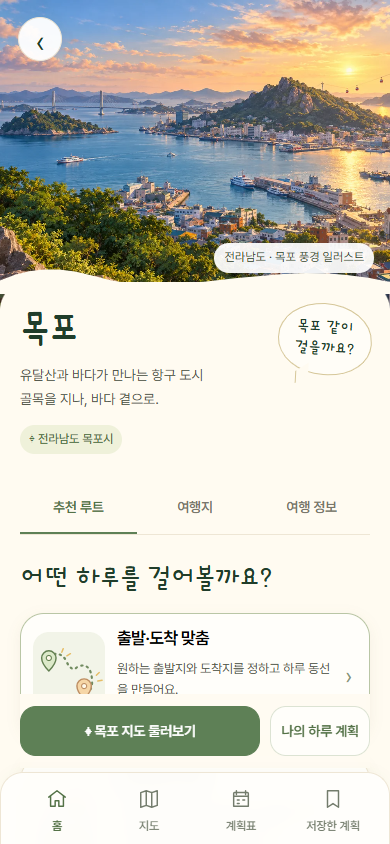 전라남도 · 목포 풍경 일러스트
목포
목포 같이
걸을까요?
유달산과 바다가 만나는 항구 도시
골목을 지나, 바다 곁으로.
전라남도 목포시
추천 루트
여행지
여행 정보
어떤 하루를 걸어볼까요?
출발·도착 맞춤
원하는 출발지와 도착지를 정하고 하루 동선
을 만들어요.
목포 지도 둘러보기
나의 하루 계획
홈
지도
계획표
저장한 계획